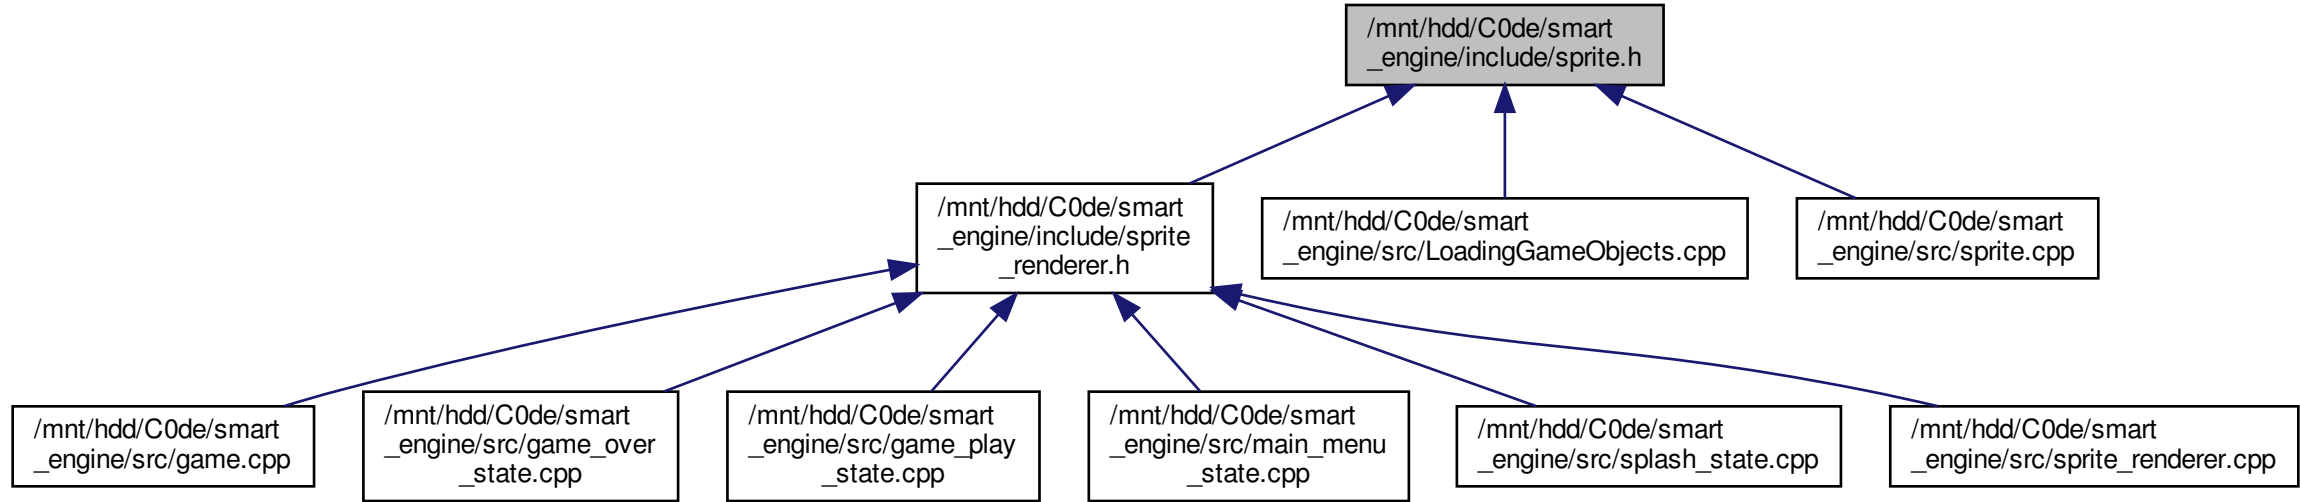 /mnt/hdd/C0de/smart
_engine/include/sprite.h
/mnt/hdd/C0de/smart
_engine/include/sprite
_renderer.h
/mnt/hdd/C0de/smart
_engine/src/LoadingGameObjects.cpp
/mnt/hdd/C0de/smart
_engine/src/sprite.cpp
/mnt/hdd/C0de/smart
_engine/src/game.cpp
/mnt/hdd/C0de/smart
_engine/src/game_over
_state.cpp
/mnt/hdd/C0de/smart
_engine/src/game_play
_state.cpp
/mnt/hdd/C0de/smart
_engine/src/main_menu
_state.cpp
/mnt/hdd/C0de/smart
_engine/src/splash_state.cpp
/mnt/hdd/C0de/smart
_engine/src/sprite_renderer.cpp